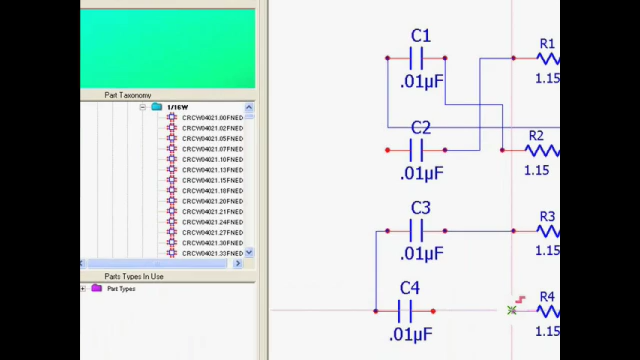 Part Taxonomy
1/16W
CRCW04021.00FNED
CRCW04021.02FNED
CRCW04021.05FNED
CRCW04021.07FNED
CRCW04021.10FNED
CRCW04021.13FNED
CRCW04021.15FNED
CRCW04021.18FNED
CRCW04021.20FNED
CRCW04021.21FNED
CRCW04021.24FNED
CRCW04021.27FNED
CRCW04021.30FNED
CRCW04021.33FNED
Parts Types In Use
Part Types
C1
.01µF
R1
1.15
C2
.01µF
R2
1.15
C3
.01µF
R3
1.15
C4
.01µF
R4
1.15